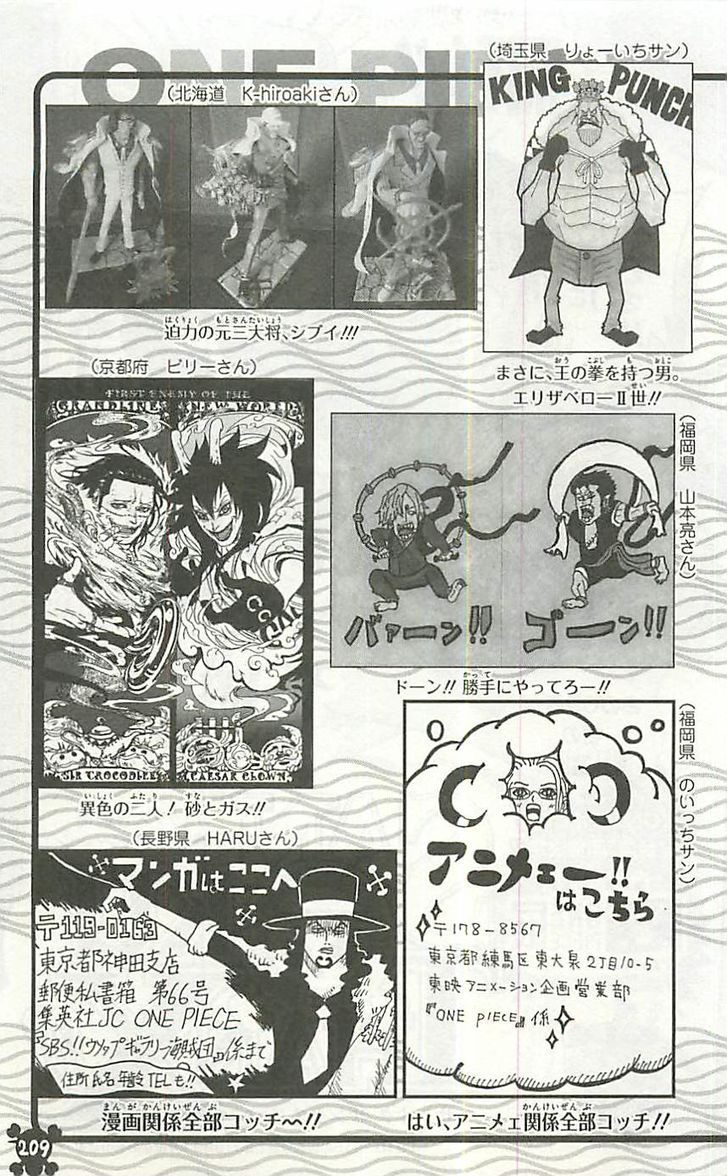 ONE PIECE
(埼玉県 りょーいちサン)
KING PUNCH
まさに、王の拳を持つ男。
エリザベローⅡ世!!
(北海道 K-hiroakiさん)
迫力の元三大将、シブイ!!!
(京都府 ビリーさん)
FIRST ENEMY OF THE
GRANDLINE NEW WORLD
SIR CROCODILE CAESAR CLOWN
異色の二人! 砂とガス!!
(福岡県 山本亮さん)
バァーン!! ゴーン!!
ドーン!! 勝手にやってろー!!
(長野県 HARUさん)
マンガはここへ
〒119-0163
東京都神田支店
郵便私書箱 第66号
集英社JC ONE PIECE
『SBS!!ウソップギャラリー海賊団』係まで
住所氏名年齢TELも!!
漫画関係全部コッチ〜!!
(福岡県 のいっちサン)
アニメェー!!
はこちら
〒178-8567
東京都練馬区東大泉2丁目10-5
東映アニメーション企画営業部
『ONE PIECE』係
はい、アニメェ関係全部コッチ!!
209